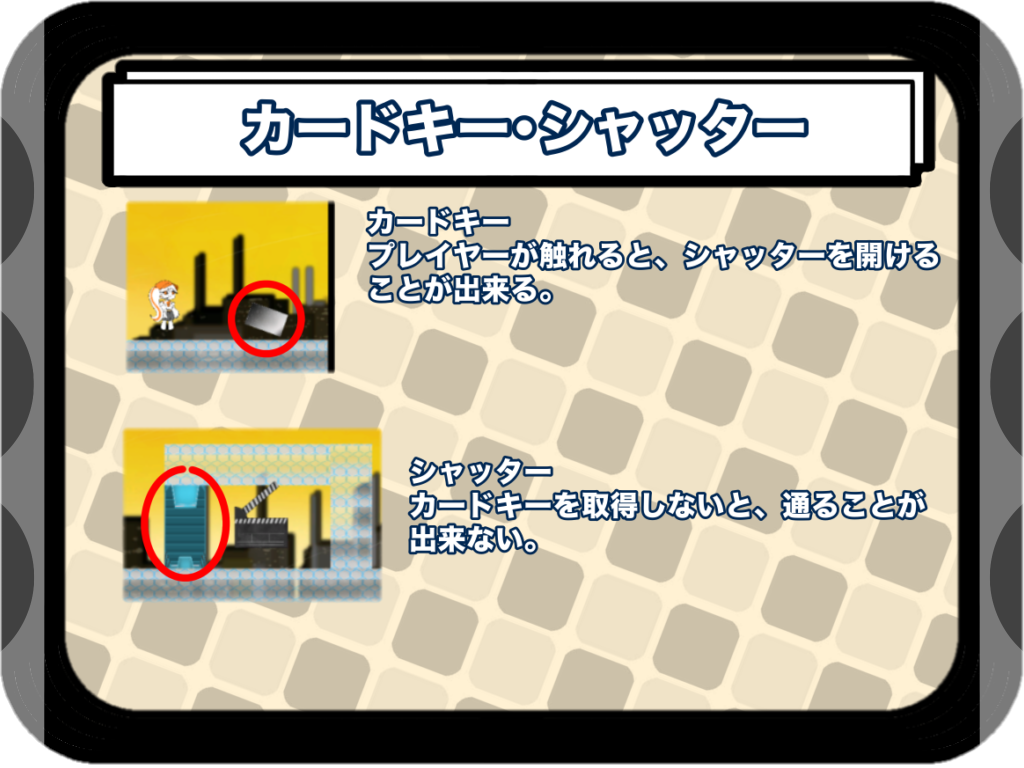 カードキー・シャッター
カードキー
プレイヤーが触れると、シャッターを開ける
ことが出来る。
シャッター
カードキーを取得しないと、通ることが
出来ない。